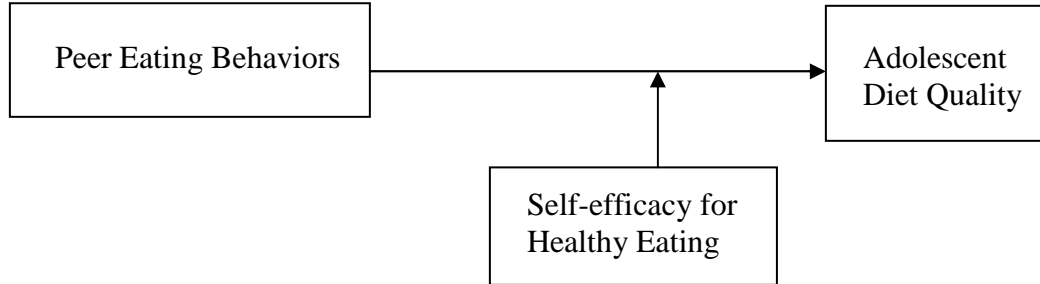 Peer Eating Behaviors
Adolescent
Diet Quality
Self-efficacy for
Healthy Eating